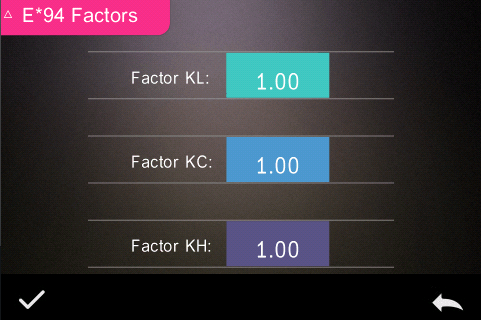 △ E*94 Factors
Factor KL: 1.00
Factor KC: 1.00
Factor KH: 1.00